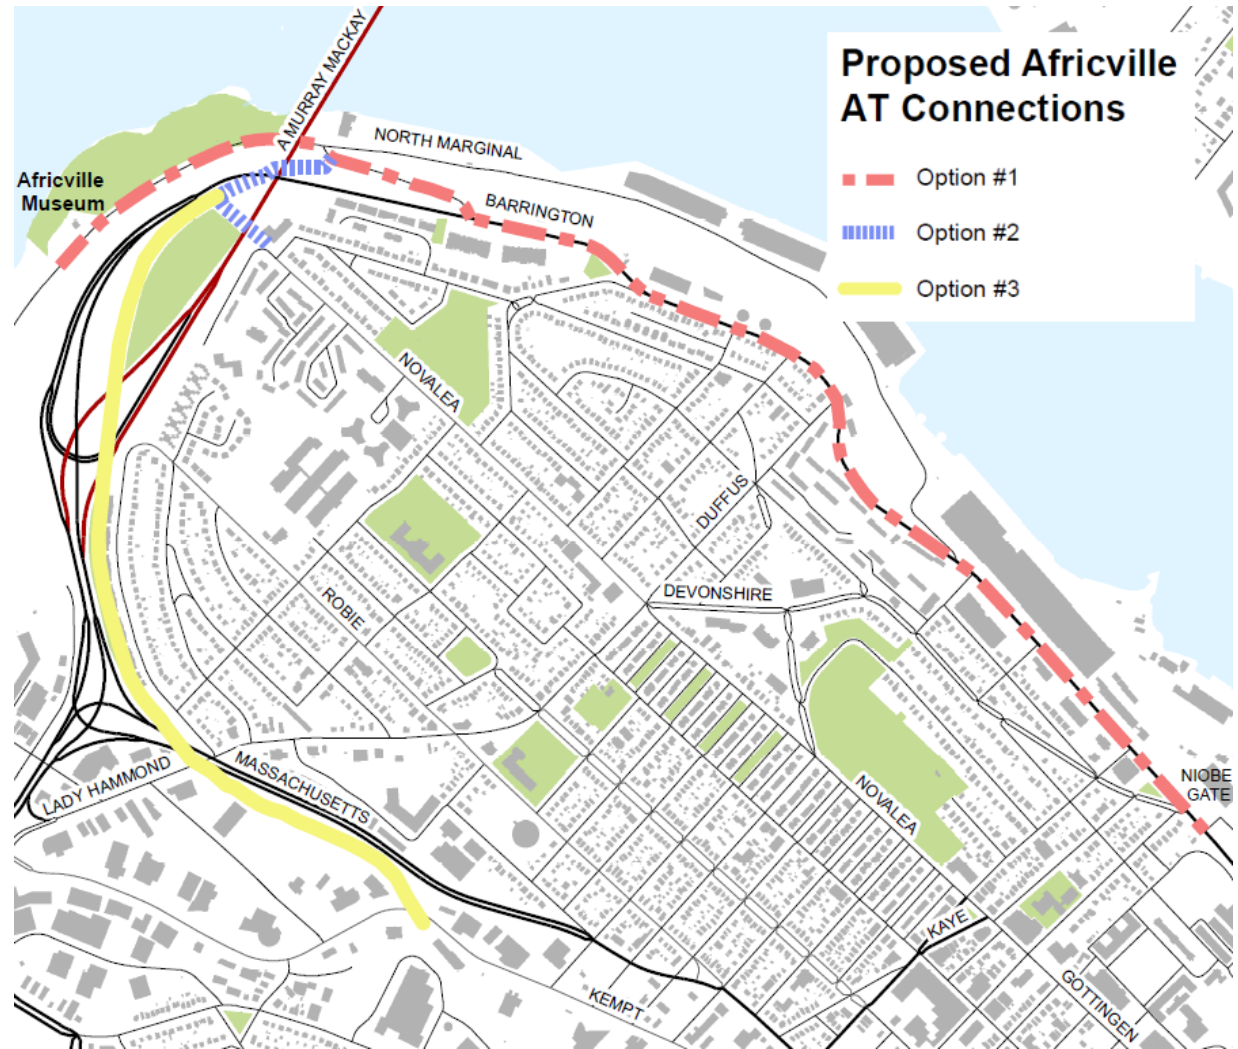 Proposed Africville
AT Connections
Option #1
Option #2
Option #3
A MURRAY MACKAY
NORTH MARGINAL
Africville
Museum
BARRINGTON
NOVALEA
DUFFUS
DEVONSHIRE
ROBIE
NIOBE
GATE
LADY HAMMOND
MASSACHUSETTS
NOVALEA
KAYE
GOTTINGEN
KEMPT